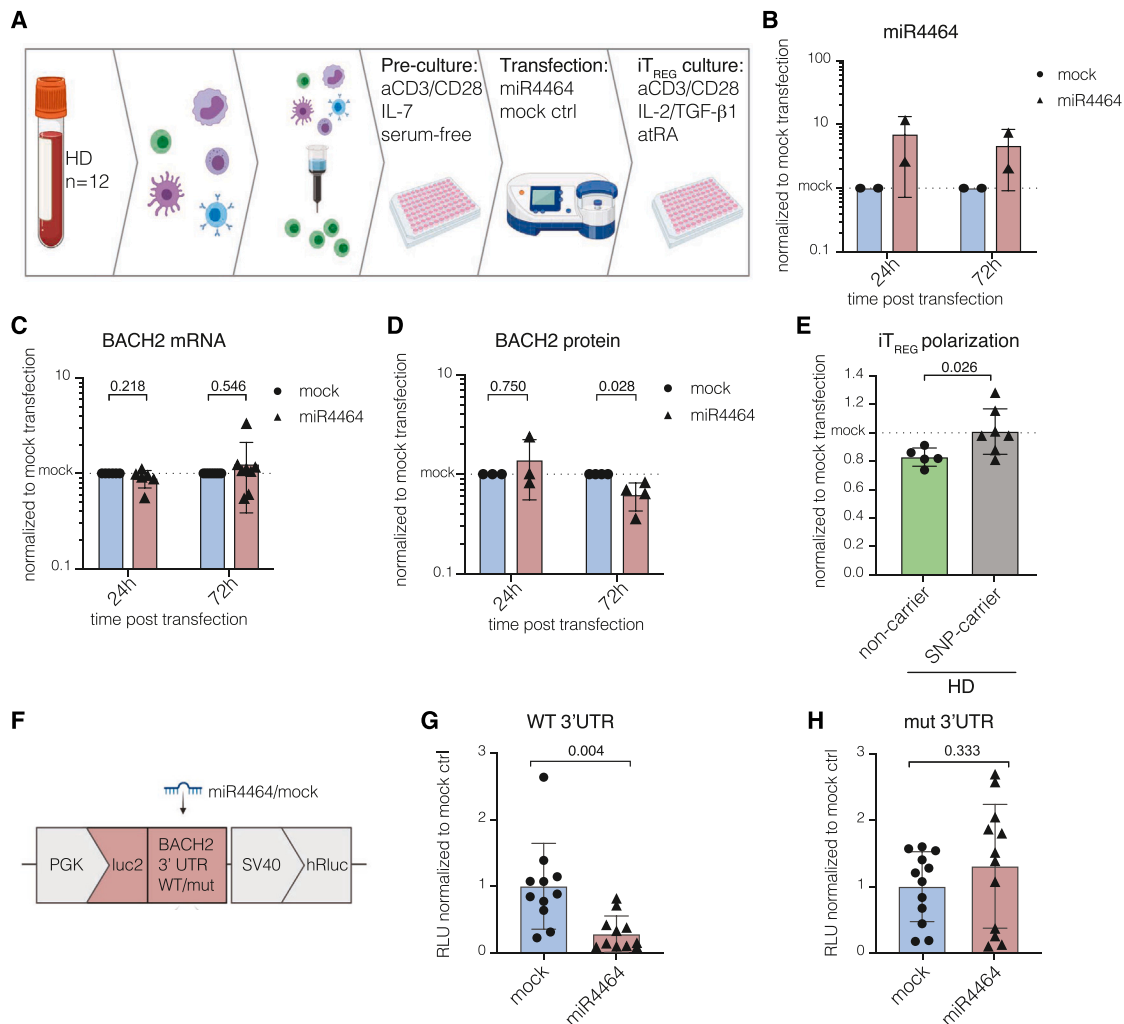 A
HD
n=12
Pre-culture:
aCD3/CD28
IL-7
serum-free
Transfection:
miR4464
mock ctrl
iTREG culture:
aCD3/CD28
IL-2/TGF-β1
atRA
B
miR4464
normalized to mock transfection
100
10
mock
0.1
24h
72h
time post transfection
mock
miR4464
C
BACH2 mRNA
normalized to mock transfection
10
mock
0.1
0.218
0.546
24h
72h
time post transfection
mock
miR4464
D
BACH2 protein
normalized to mock transfection
10
mock
0.1
0.750
0.028
24h
72h
time post transfection
mock
miR4464
E
iTREG polarization
normalized to mock transfection
1.4
1.2
mock
0.8
0.6
0.4
0.2
0.0
0.026
non-carrier
SNP-carrier
HD
F
miR4464/mock
PGK
luc2
BACH2
3' UTR
WT/mut
SV40
hRluc
G
WT 3'UTR
RLU normalized to mock ctrl
3
2
1
0
0.004
mock
miR4464
H
mut 3'UTR
RLU normalized to mock ctrl
3
2
1
0
0.333
mock
miR4464